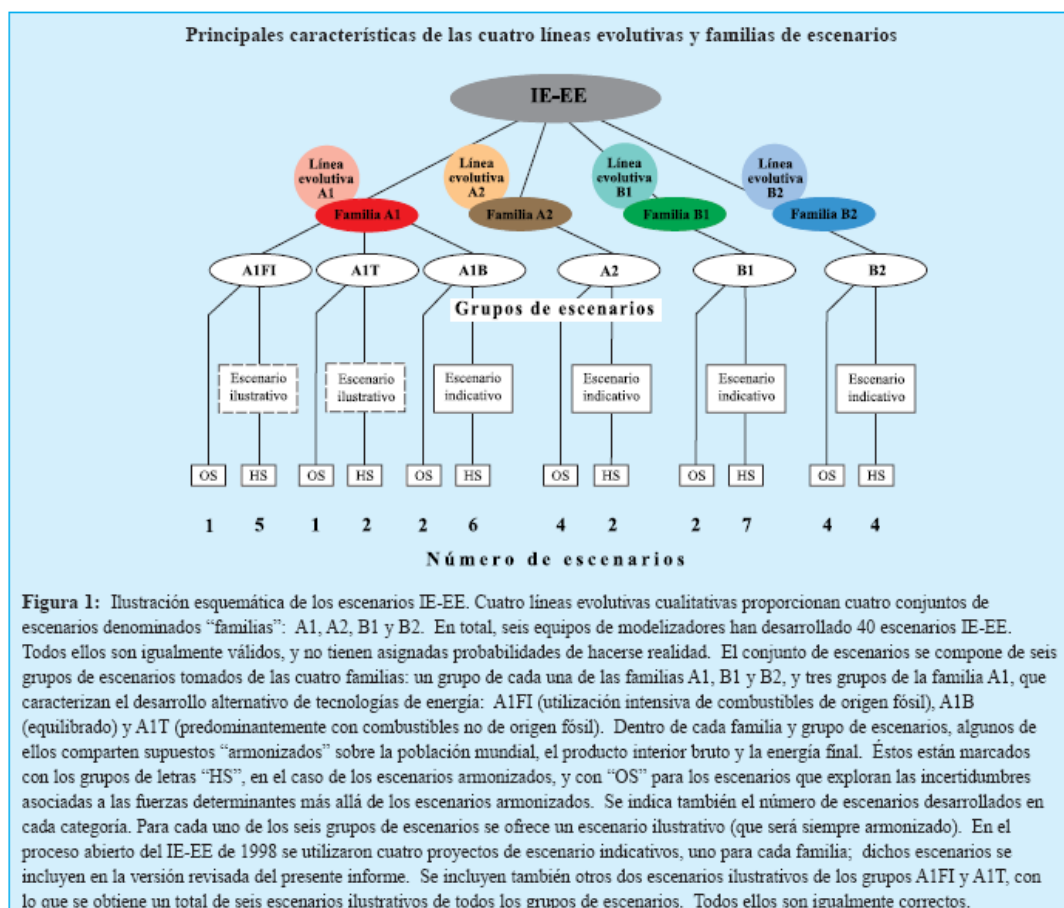 Principales características de las cuatro líneas evolutivas y familias de escenarios
IE-EE
Línea
evolutiva
A1
Línea
evolutiva
A2
Línea
evolutiva
B1
Línea
evolutiva
B2
Familia A1
Familia A2
Familia B1
Familia B2
A1FI
A1T
A1B
A2
B1
B2
Grupos de escenarios
Escenario
ilustrativo
Escenario
ilustrativo
Escenario
indicativo
Escenario
indicativo
Escenario
indicativo
Escenario
indicativo
OS HS OS HS OS HS OS HS OS HS OS HS
1 5 1 2 2 6 4 2 2 7 4 4
Número de escenarios
Figura 1: Ilustración esquemática de los escenarios IE-EE. Cuatro líneas evolutivas cualitativas proporcionan cuatro conjuntos de
escenarios denominados “familias”: A1, A2, B1 y B2. En total, seis equipos de modelizadores han desarrollado 40 escenarios IE-EE.
Todos ellos son igualmente válidos, y no tienen asignadas probabilidades de hacerse realidad. El conjunto de escenarios se compone de seis
grupos de escenarios tomados de las cuatro familias: un grupo de cada una de las familias A1, B1 y B2, y tres grupos de la familia A1, que
caracterizan el desarrollo alternativo de tecnologías de energía: A1FI (utilización intensiva de combustibles de origen fósil), A1B
(equilibrado) y A1T (predominantemente con combustibles no de origen fósil). Dentro de cada familia y grupo de escenarios, algunos de
ellos comparten supuestos “armonizados” sobre la población mundial, el producto interior bruto y la energía final. Éstos están marcados
con los grupos de letras “HS”, en el caso de los escenarios armonizados, y con “OS” para los escenarios que exploran las incertidumbres
asociadas a las fuerzas determinantes más allá de los escenarios armonizados. Se indica también el número de escenarios desarrollados en
cada categoría. Para cada uno de los seis grupos de escenarios se ofrece un escenario ilustrativo (que será siempre armonizado). En el
proceso abierto del IE-EE de 1998 se utilizaron cuatro proyectos de escenario indicativos, uno para cada familia; dichos escenarios se
incluyen en la versión revisada del presente informe. Se incluyen también otros dos escenarios ilustrativos de los grupos A1FI y A1T, con
lo que se obtiene un total de seis escenarios ilustrativos de todos los grupos de escenarios. Todos ellos son igualmente correctos.